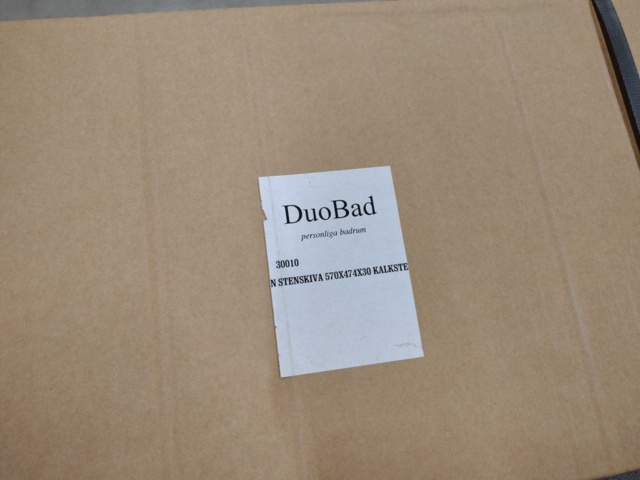 DuoBad
personliga badrum
30010
N STENSKIVA 570X474X30 KALKSTE